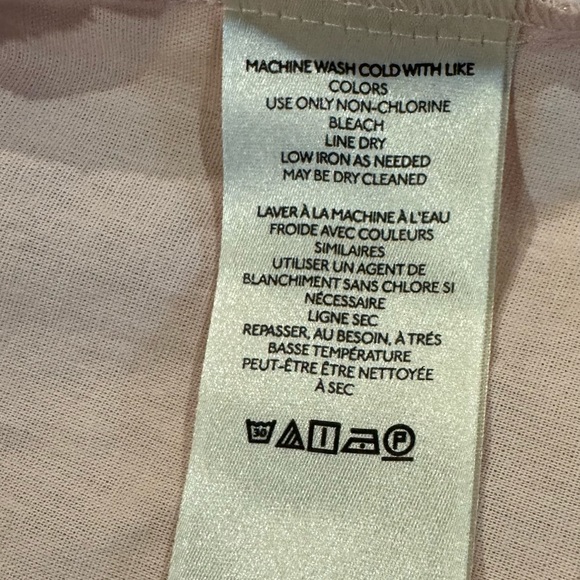 MACHINE WASH COLD WITH LIKE
COLORS
USE ONLY NON-CHLORINE
BLEACH
LINE DRY
LOW IRON AS NEEDED
MAY BE DRY CLEANED
LAVER À LA MACHINE À L'EAU
FROIDE AVEC COULEURS
SIMILAIRES
UTILISER UN AGENT DE
BLANCHIMENT SANS CHLORE SI
NÉCESSAIRE
LIGNE SEC
REPASSER, AU BESOIN, À TRÉS
BASSE TEMPÉRATURE
PEUT-ÊTRE ÊTRE NETTOYÉE
À SEC
30 P